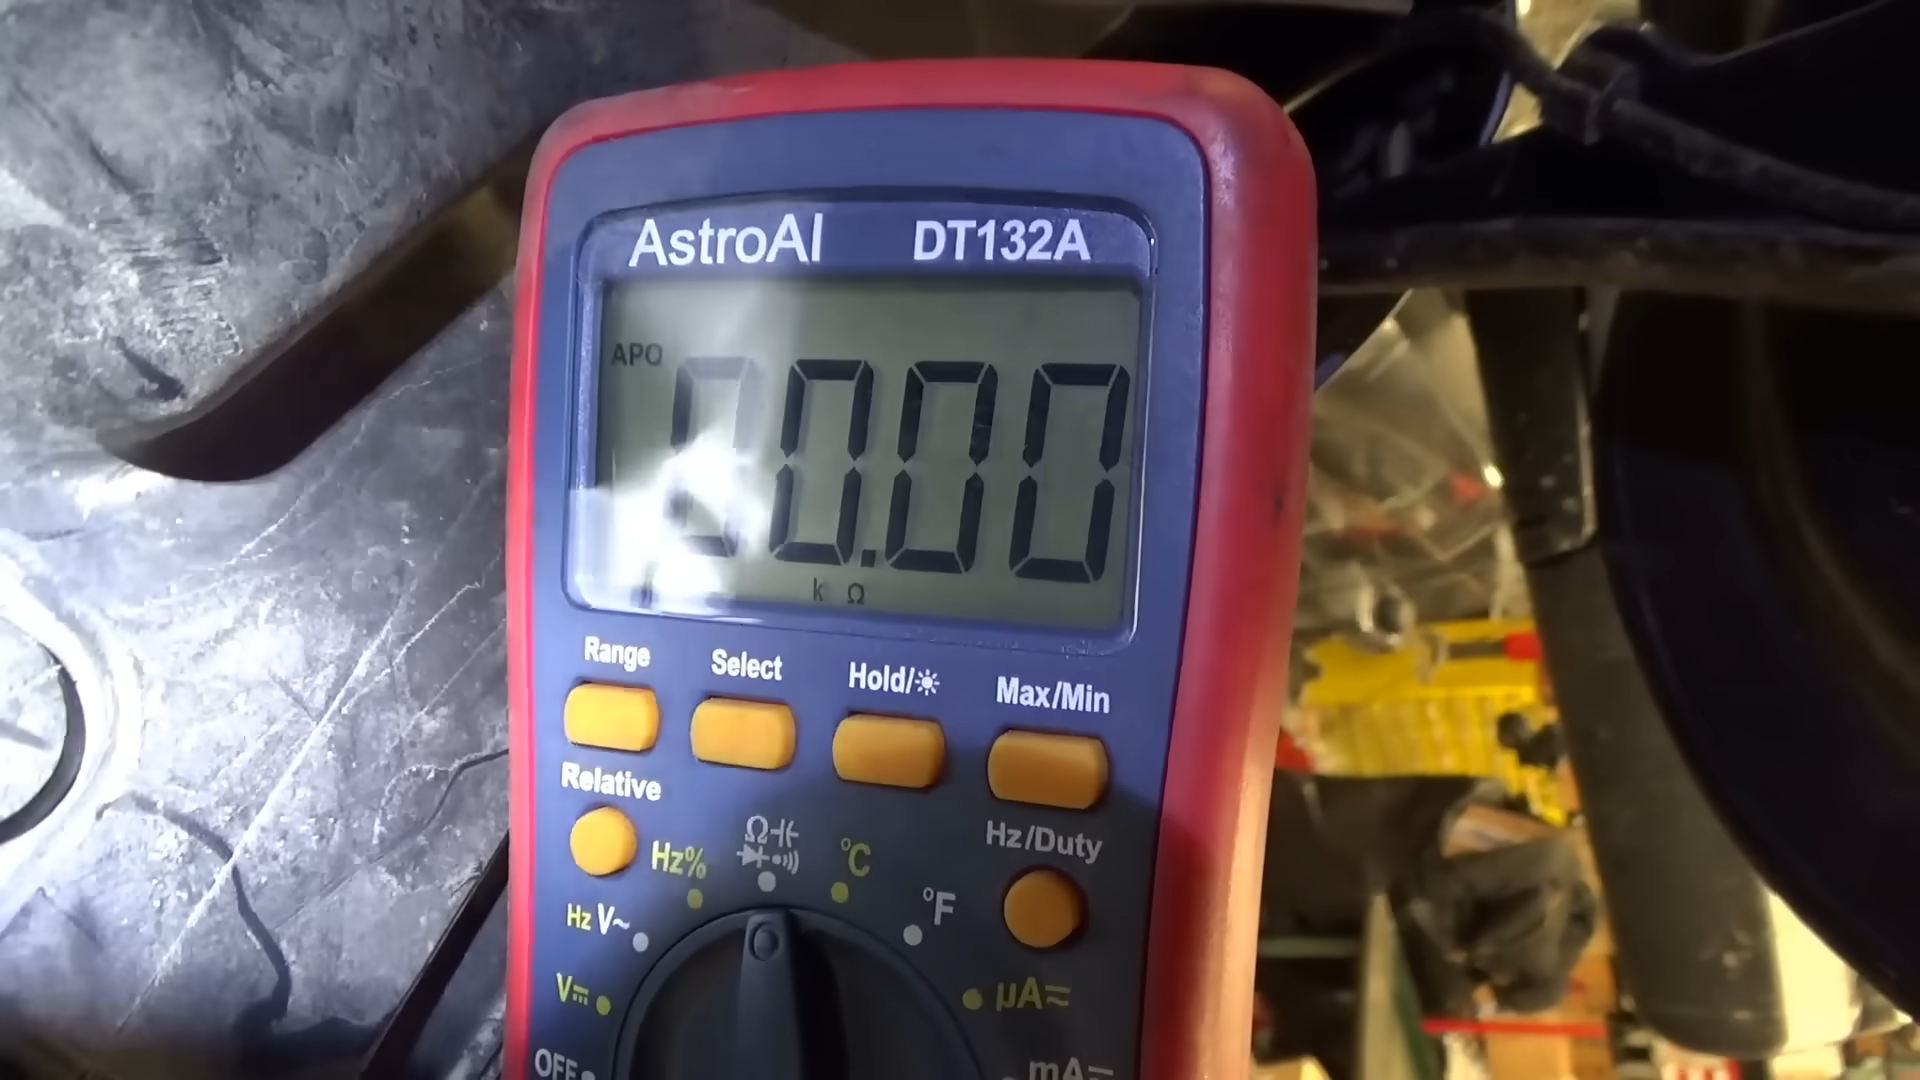 AstroAI DT132A
APO
00.00
k Ω
Range Select Hold/☀ Max/Min
Relative
Hz/Duty
Hz%
Ω
°C
°F
Hz V~
V⎓
μA
OFF
mA